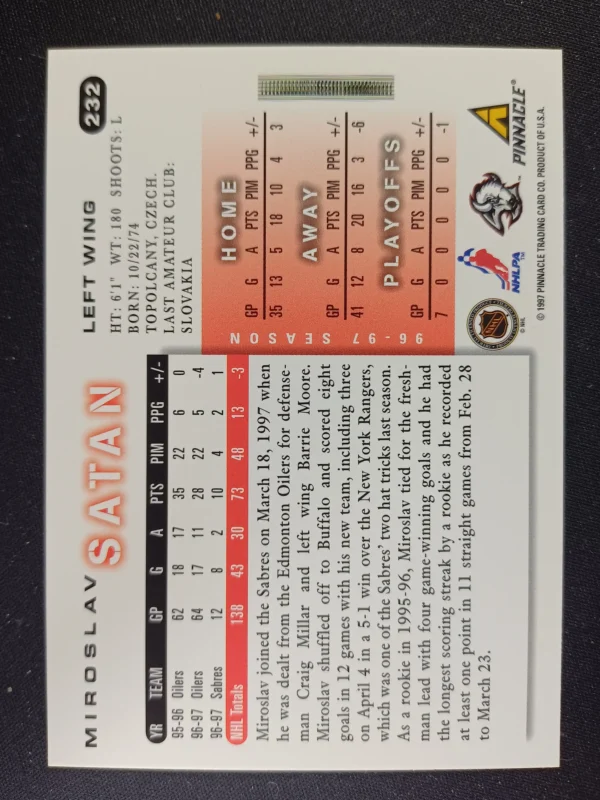 MIROSLAV
SATAN
LEFT WING
232
HT: 6'1" WT: 180 SHOOTS: L
BORN: 10/22/74
TOPOLCANY, CZECH.
LAST AMATEUR CLUB:
SLOVAKIA
YR TEAM GP G A PTS PIM PPG +/-
95-96 Oilers 62 18 17 35 22 6 0
96-97 Oilers 64 17 11 28 22 5 -4
96-97 Sabres 12 8 2 10 4 2 1
NHL Totals 138 43 30 73 48 13 -3
Miroslav joined the Sabres on March 18, 1997 when
he was dealt from the Edmonton Oilers for defense-
man Craig Millar and left wing Barrie Moore.
Miroslav shuffled off to Buffalo and scored eight
goals in 12 games with his new team, including three
on April 4 in a 5-1 win over the New York Rangers,
which was one of the Sabres' two hat tricks last season.
As a rookie in 1995-96, Miroslav tied for the fresh-
man lead with four game-winning goals and he had
the longest scoring streak by a rookie as he recorded
at least one point in 11 straight games from Feb. 28
to March 23.
96-97 SEASON
HOME
GP G A PTS PIM PPG +/-
35 13 5 18 10 4 3
AWAY
GP G A PTS PIM PPG +/-
41 12 8 20 16 3 -6
PLAYOFFS
GP G A PTS PIM PPG +/-
7 0 0 0 0 0 -1
NHL
© NHL
NHLPA
PINNACLE
© 1997 PINNACLE TRADING CARD CO. PRODUCT OF U.S.A.